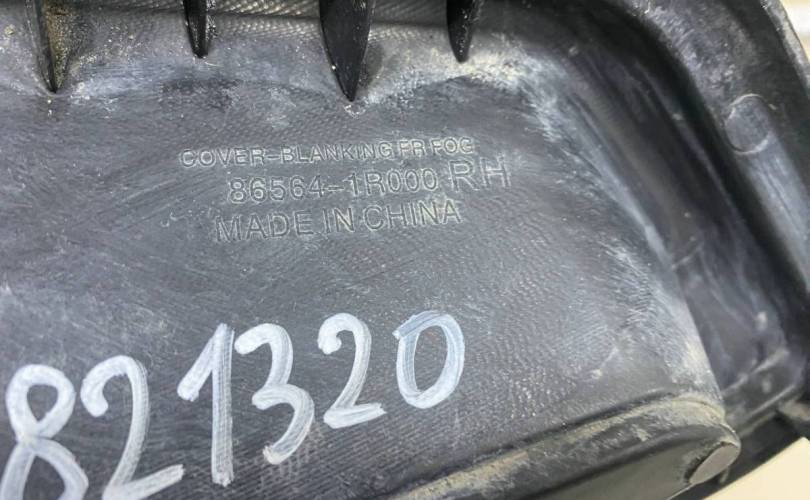 COVER-BLANKING FR FOG
86564-1R000 RH
MADE IN CHINA
821320